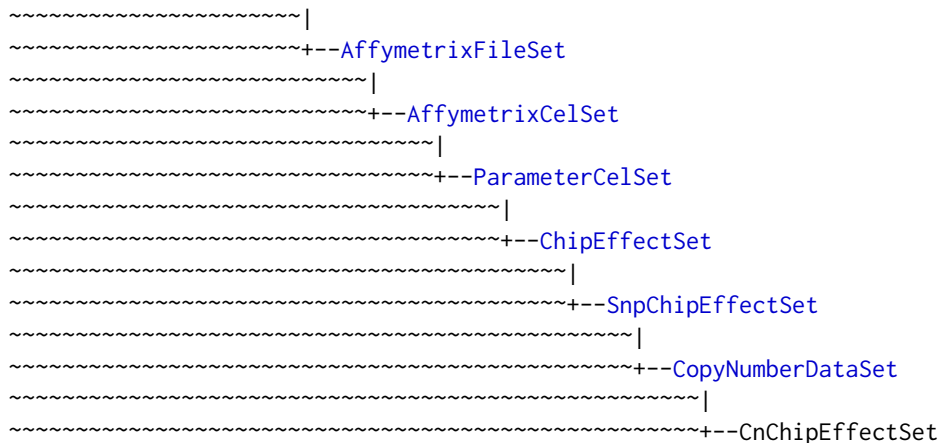 ~~~~~~~~~~~~~~~~~~~~~~|
~~~~~~~~~~~~~~~~~~~~~~+--AffymetrixFileSet
~~~~~~~~~~~~~~~~~~~~~~~~~~~|
~~~~~~~~~~~~~~~~~~~~~~~~~~~+--AffymetrixCelSet
~~~~~~~~~~~~~~~~~~~~~~~~~~~~~~~~|
~~~~~~~~~~~~~~~~~~~~~~~~~~~~~~~~+--ParameterCelSet
~~~~~~~~~~~~~~~~~~~~~~~~~~~~~~~~~~~~~|
~~~~~~~~~~~~~~~~~~~~~~~~~~~~~~~~~~~~~+--ChipEffectSet
~~~~~~~~~~~~~~~~~~~~~~~~~~~~~~~~~~~~~~~~~~|
~~~~~~~~~~~~~~~~~~~~~~~~~~~~~~~~~~~~~~~~~~+--SnpChipEffectSet
~~~~~~~~~~~~~~~~~~~~~~~~~~~~~~~~~~~~~~~~~~~~~~~|
~~~~~~~~~~~~~~~~~~~~~~~~~~~~~~~~~~~~~~~~~~~~~~~+--CopyNumberDataSet
~~~~~~~~~~~~~~~~~~~~~~~~~~~~~~~~~~~~~~~~~~~~~~~~~~~~|
~~~~~~~~~~~~~~~~~~~~~~~~~~~~~~~~~~~~~~~~~~~~~~~~~~~~+--CnChipEffectSet